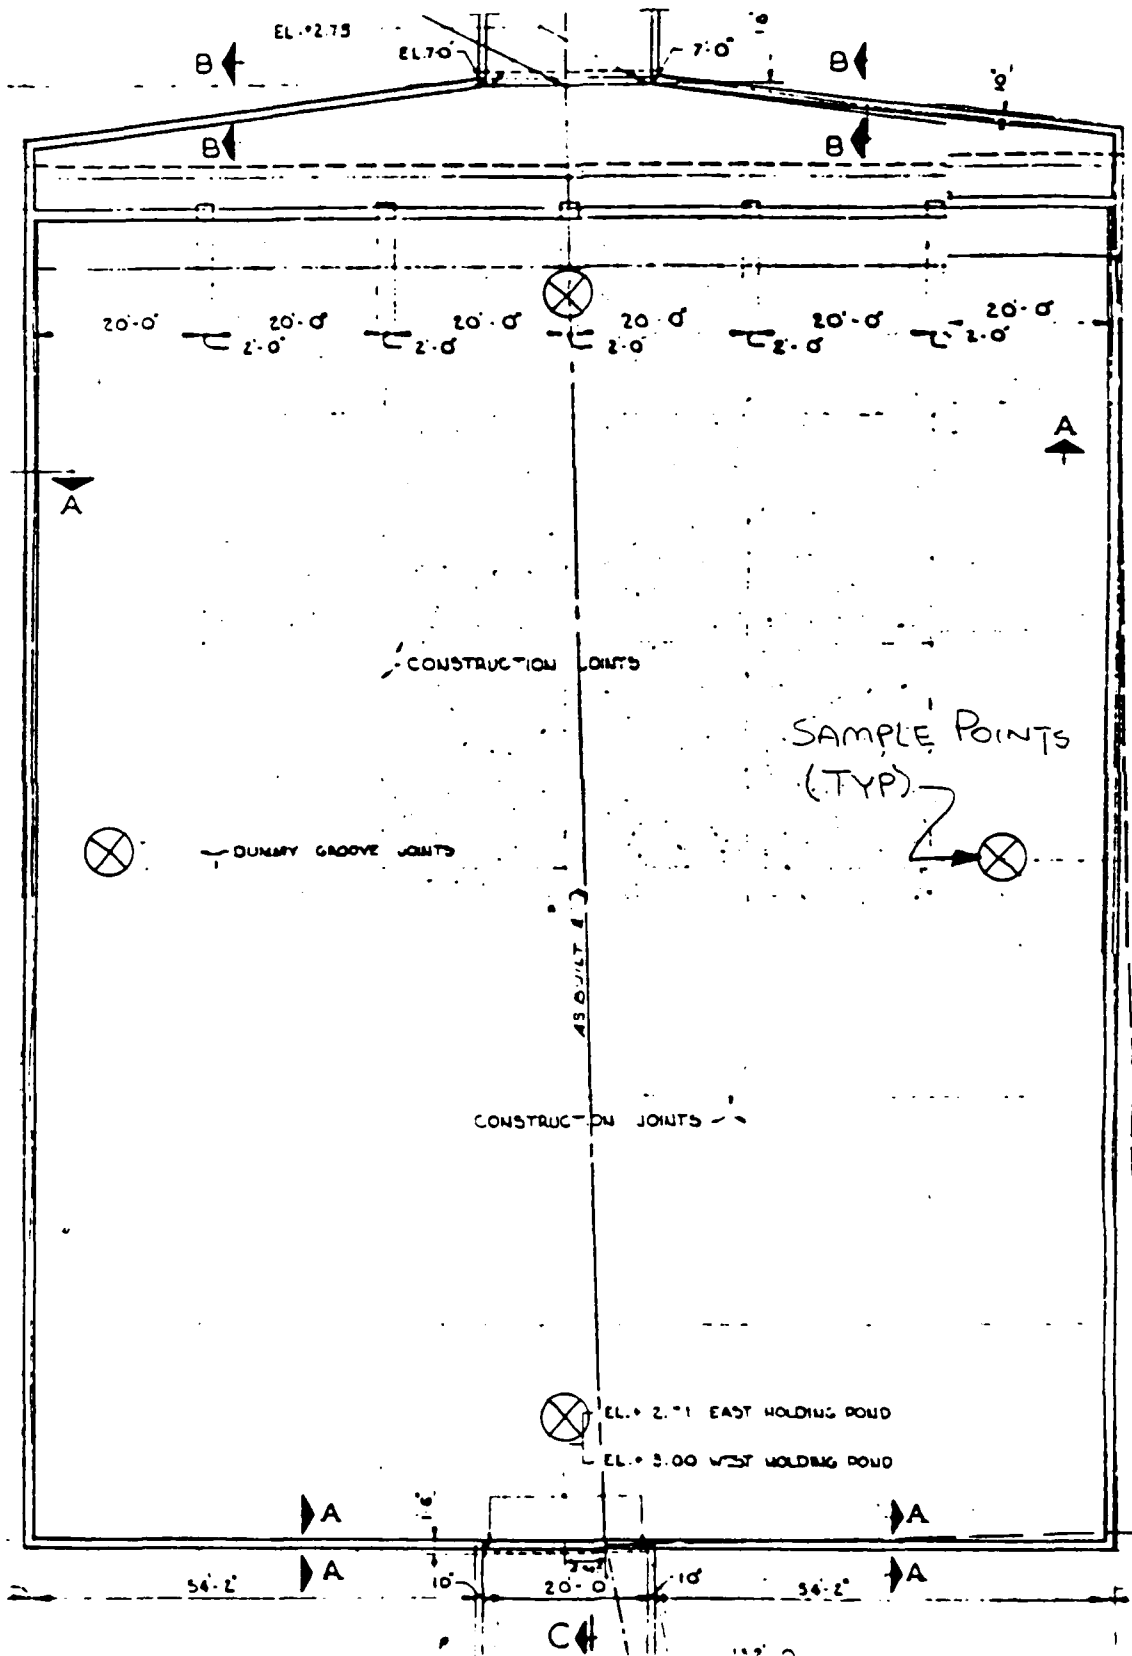 EL.+2.75
EL.7'-0"
7'-0"
B
B
B
B
20'-0" 20'-0" 20'-0" 20'-0" 20'-0" 20'-0"
2'-0" 2'-0" 2'-0" 2'-0" 2'-0"
A
A
CONSTRUCTION JOINTS
SAMPLE POINTS
(TYP)
DUMMY GROOVE JOINTS
AS BUILT
CONSTRUCTION JOINTS
EAST HOLDING POND
EL.+3.00 WEST HOLDING POND
1'-6"
A
A
A
A
54'-2" 10" 20'-0" 10" 54'-2"
C